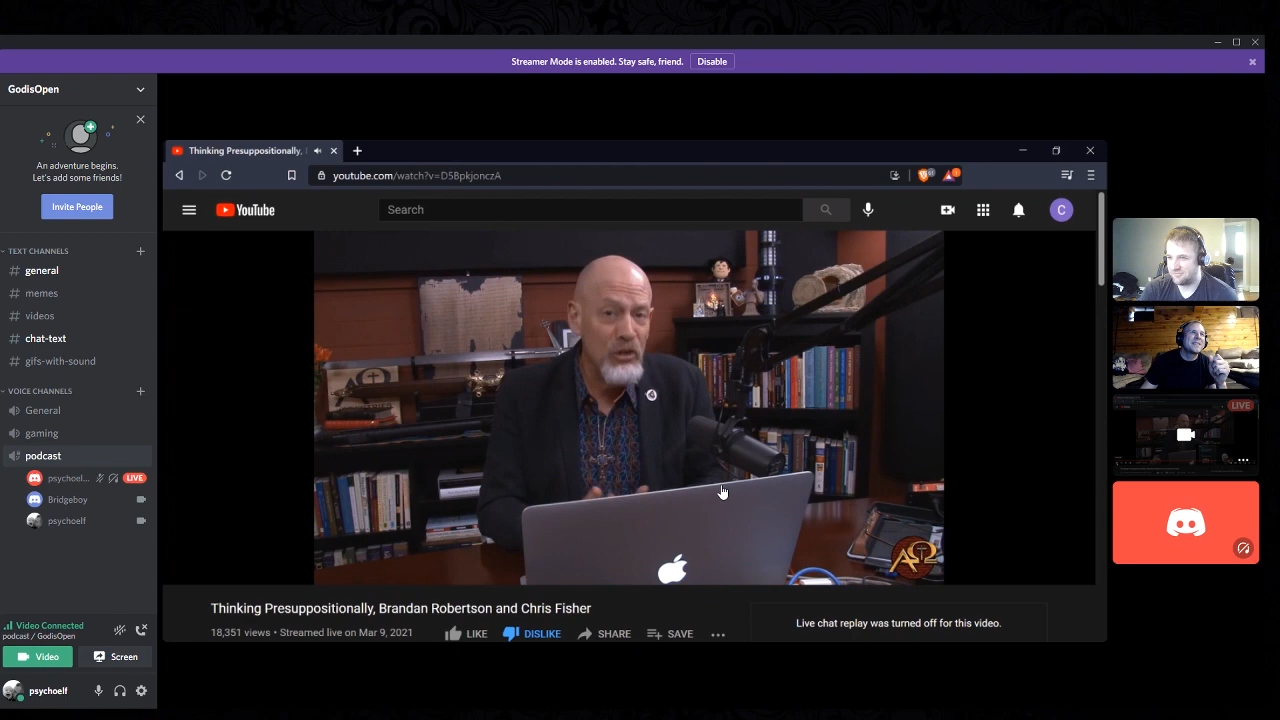 Streamer Mode is enabled. Stay safe, friend. Disable
GodisOpen
An adventure begins.
Let's add some friends!
Invite People
TEXT CHANNELS
# general
# memes
# videos
# chat-text
# gifs-with-sound
VOICE CHANNELS
General
gaming
podcast
psychoel... LIVE
Bridgeboy
psychoelf
Video Connected
podcast / GodisOpen
Video Screen
psychoelf
Thinking Presuppositionally,
youtube.com/watch?v=D5BpkjonczA
YouTube
Search
C
ΑΩ
Thinking Presuppositionally, Brandan Robertson and Chris Fisher
18,351 views • Streamed live on Mar 9, 2021 LIKE DISLIKE SHARE SAVE
Live chat replay was turned off for this video.
LIVE